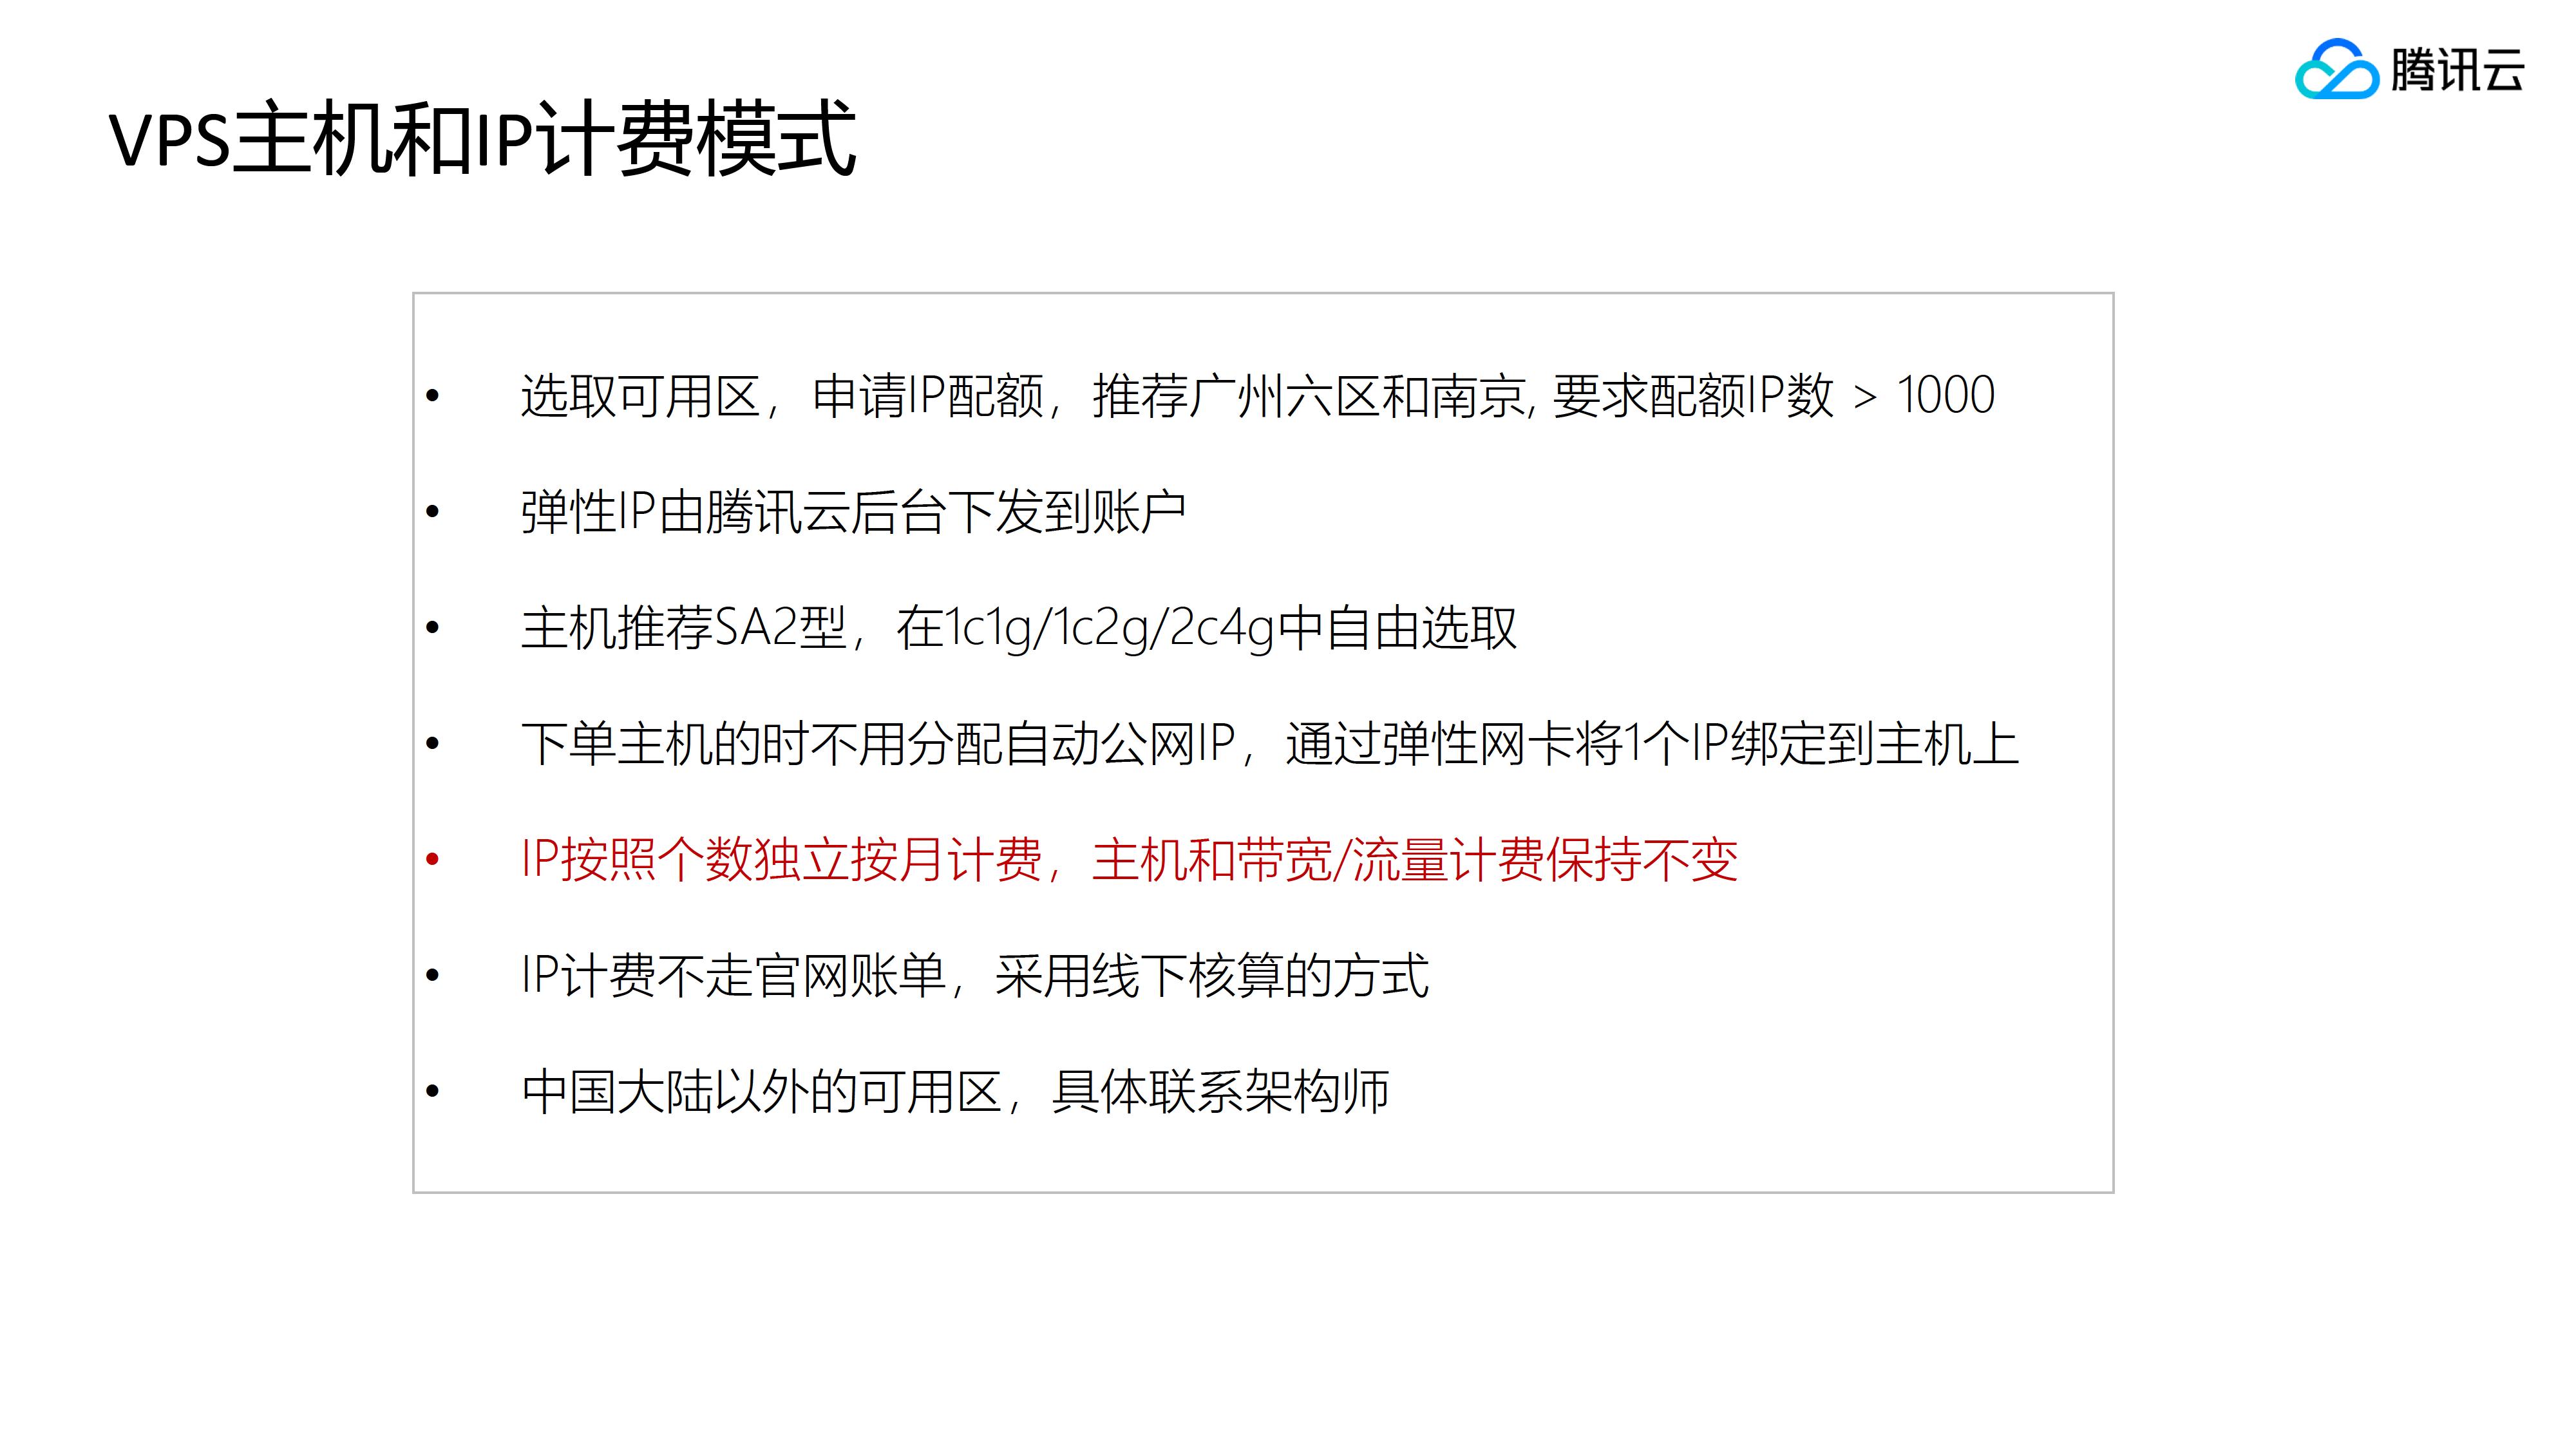 腾讯云
VPS主机和IP计费模式
• 选取可用区，申请IP配额，推荐广州六区和南京, 要求配额IP数 > 1000
• 弹性IP由腾讯云后台下发到账户
• 主机推荐SA2型，在1c1g/1c2g/2c4g中自由选取
• 下单主机的时不用分配自动公网IP，通过弹性网卡将1个IP绑定到主机上
• IP按照个数独立按月计费，主机和带宽/流量计费保持不变
• IP计费不走官网账单，采用线下核算的方式
• 中国大陆以外的可用区，具体联系架构师